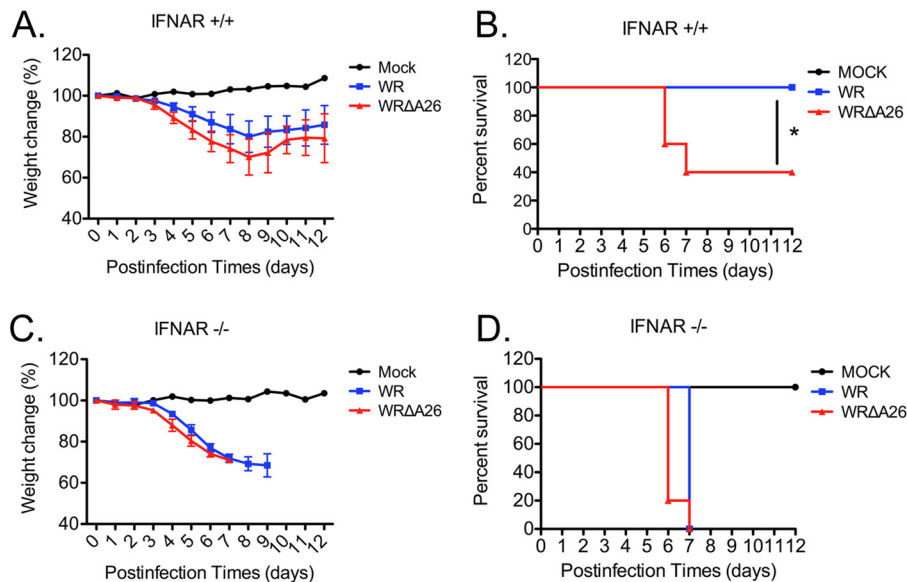 A.
IFNAR +/+
Weight change (%)
120
100
80
60
40
0 1 2 3 4 5 6 7 8 9 10 11 12
Postinfection Times (days)
Mock
WR
WRΔA26
B.
IFNAR +/+
Percent survival
120
100
80
60
40
20
0
0 1 2 3 4 5 6 7 8 9 10 11 12
Postinfection Times (days)
MOCK
WR
WRΔA26
*
C.
IFNAR -/-
Weight change (%)
120
100
80
60
40
0 1 2 3 4 5 6 7 8 9 10 11 12
Postinfection Times (days)
Mock
WR
WRΔA26
D.
IFNAR -/-
Percent survival
120
100
80
60
40
20
0
0 1 2 3 4 5 6 7 8 9 10 11 12
Postinfection Times (days)
MOCK
WR
WRΔA26